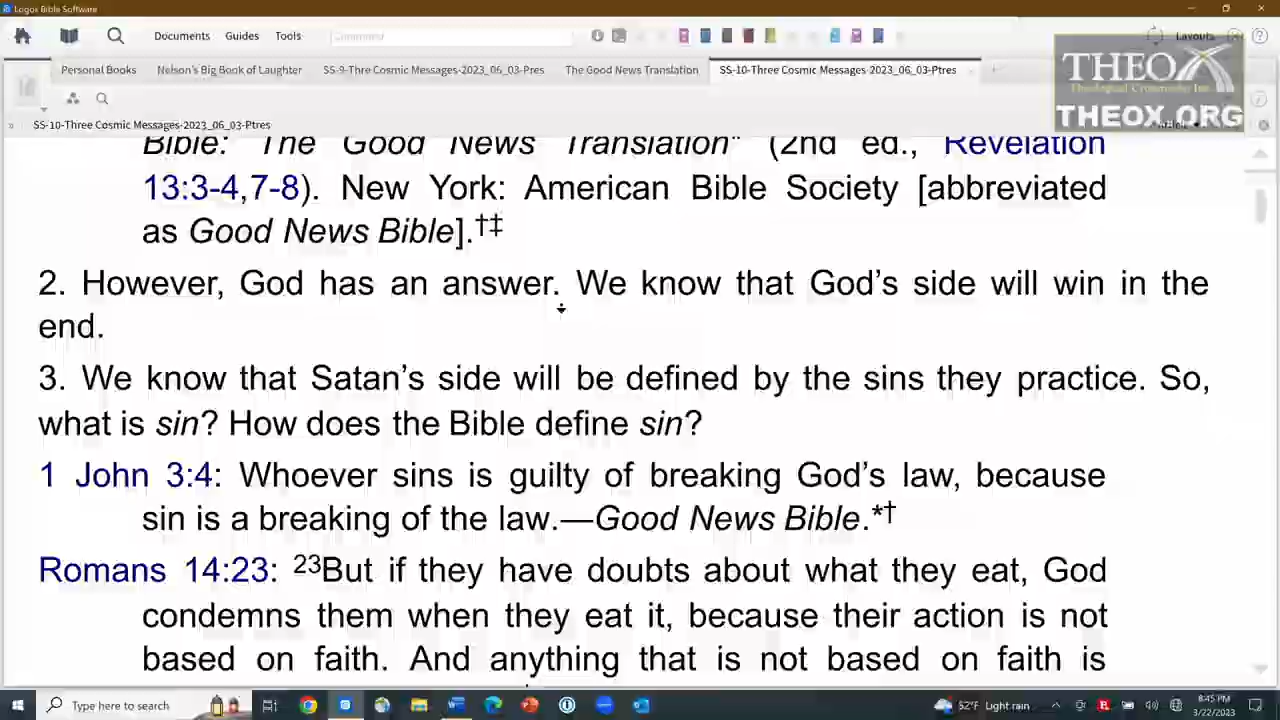 Logos Bible Software
Documents Guides Tools Command Layouts
THEOX
Theological Crossroads Inc
THEOX.ORG
Personal Books Nelson's Big Book of Laughter SS-9-Thre Cosmic Messages-2023_06_03-Pres The Good News Translation SS-10-Three Cosmic Messages-2023_06_03-Ptres
SS-10-Three Cosmic Messages-2023_06_03-Ptres
Bible: The Good News Translation* (2nd ed., Revelation
13:3-4,7-8). New York: American Bible Society [abbreviated
as Good News Bible].†‡
2. However, God has an answer. We know that God's side will win in the
end.
3. We know that Satan's side will be defined by the sins they practice. So,
what is sin? How does the Bible define sin?
1 John 3:4: Whoever sins is guilty of breaking God's law, because
sin is a breaking of the law.—Good News Bible.*†
Romans 14:23: 23But if they have doubts about what they eat, God
condemns them when they eat it, because their action is not
based on faith. And anything that is not based on faith is
Type here to search
52°F Light rain
8:45 PM
3/22/2023